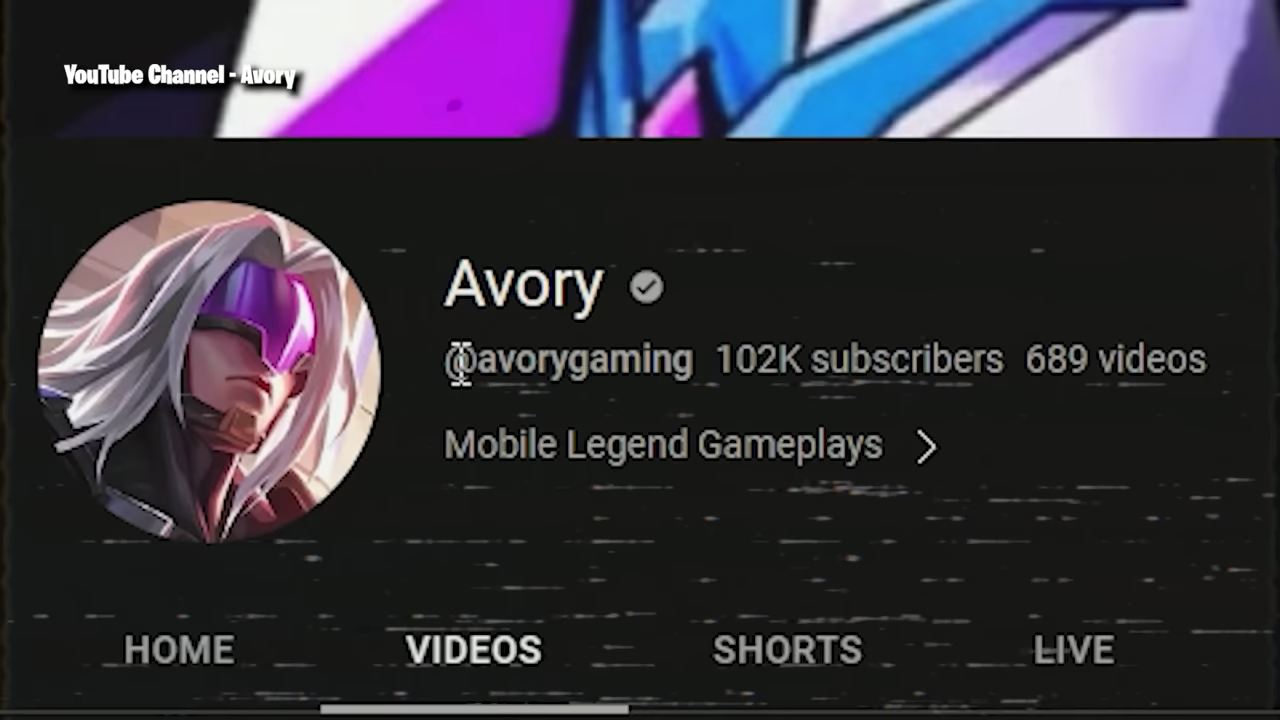 YouTube Channel - Avory
Avory
@avorygaming 102K subscribers 689 videos
Mobile Legend Gameplays
HOME VIDEOS SHORTS LIVE